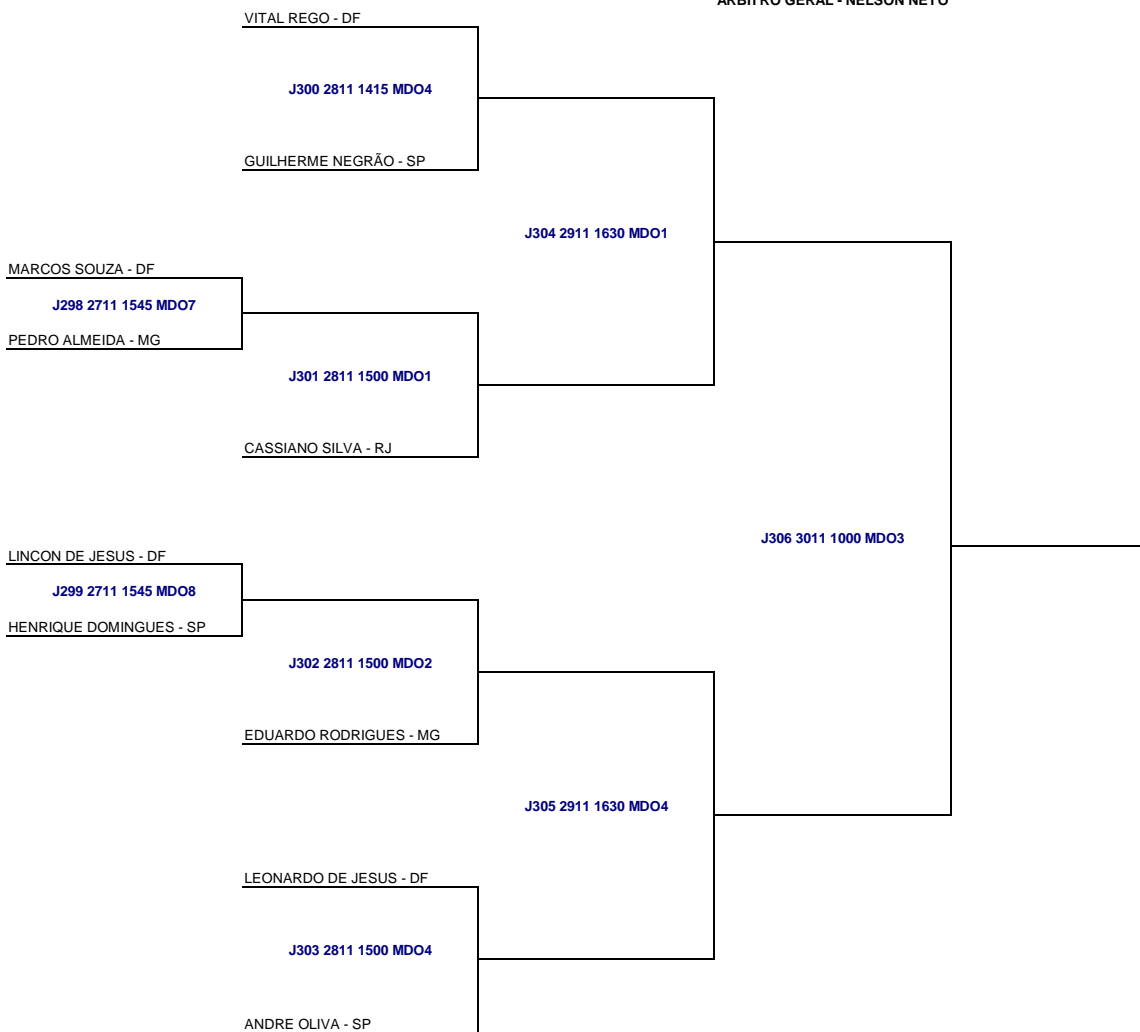 ARBITRO GERAL - NELSON NETO
VITAL REGO - DF
J300 2811 1415 MDO4
GUILHERME NEGRÃO - SP
J304 2911 1630 MDO1
MARCOS SOUZA - DF
J298 2711 1545 MDO7
PEDRO ALMEIDA - MG
J301 2811 1500 MDO1
CASSIANO SILVA - RJ
J306 3011 1000 MDO3
LINCON DE JESUS - DF
J299 2711 1545 MDO8
HENRIQUE DOMINGUES - SP
J302 2811 1500 MDO2
EDUARDO RODRIGUES - MG
J305 2911 1630 MDO4
LEONARDO DE JESUS - DF
J303 2811 1500 MDO4
ANDRE OLIVA - SP